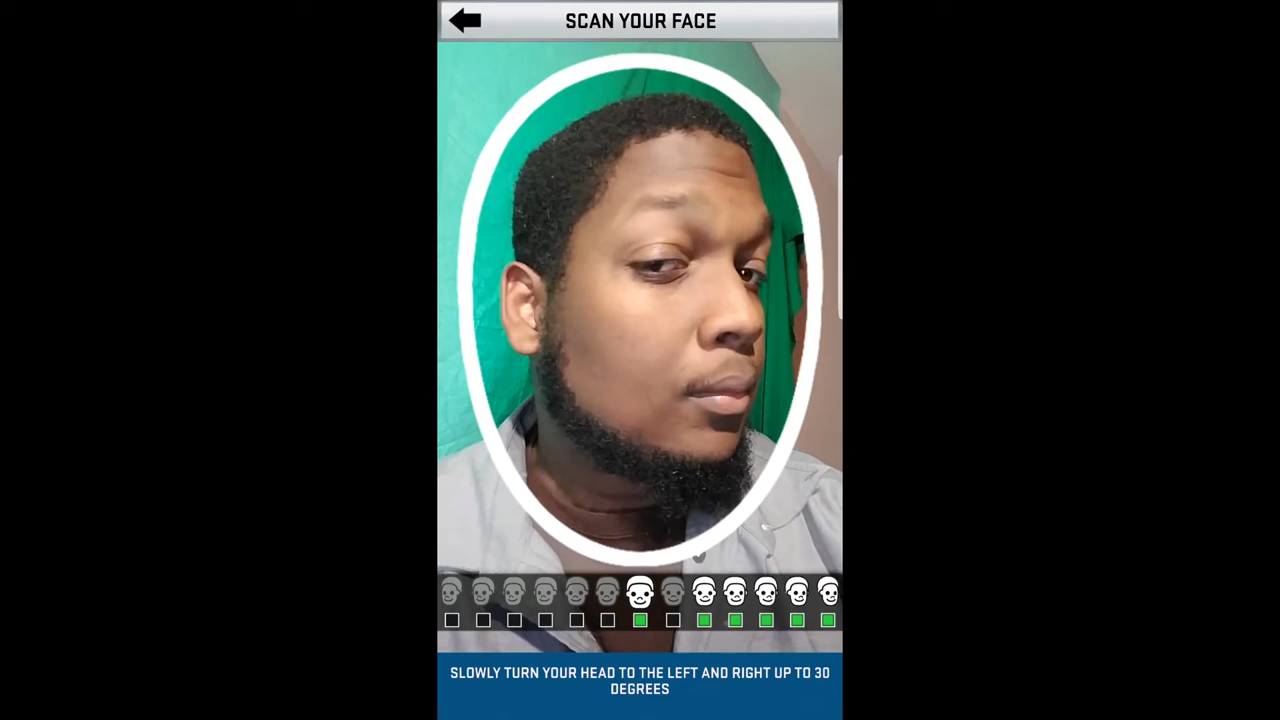 SCAN YOUR FACE
SLOWLY TURN YOUR HEAD TO THE LEFT AND RIGHT UP TO 30
DEGREES